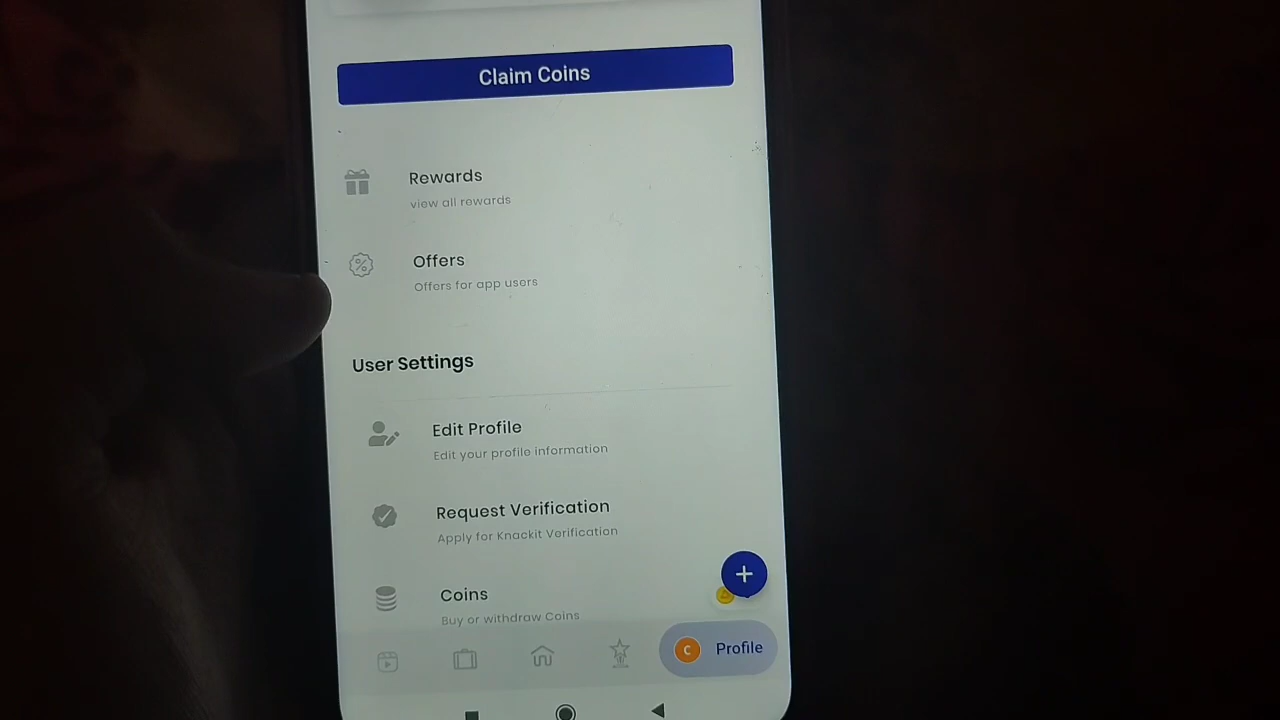 Claim Coins
Rewards
view all rewards
Offers
Offers for app users
User Settings
Edit Profile
Edit your profile information
Request Verification
Apply for Knackit Verification
Coins
Buy or withdraw Coins
C
Profile